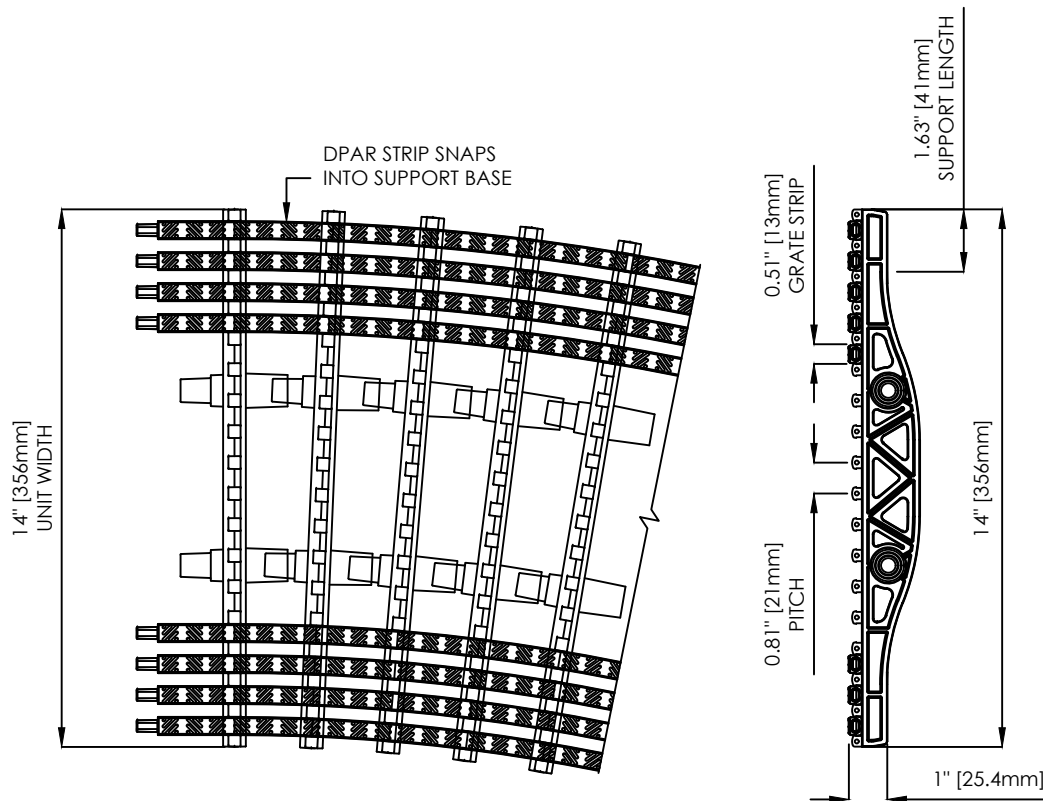 DPAR STRIP SNAPS
INTO SUPPORT BASE
14" [356mm]
UNIT WIDTH
0.51" [13mm]
GRATE STRIP
0.81" [21mm]
PITCH
1.63" [41mm]
SUPPORT LENGTH
14" [356mm]
1" [25.4mm]